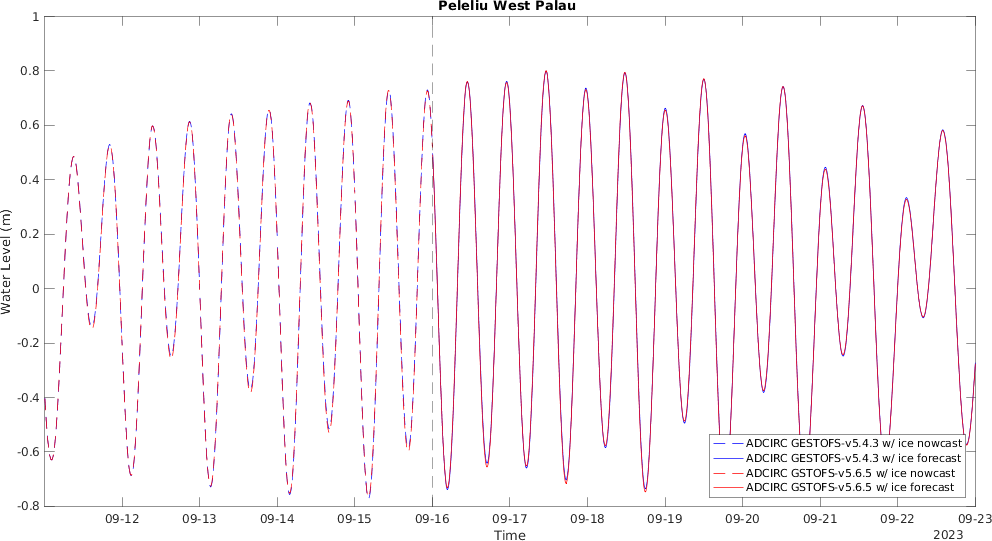 Peleliu West Palau
1
0.8
0.6
0.4
0.2
0
-0.2
-0.4
-0.6
-0.8
Water Level (m)
ADCIRC GESTOFS-v5.4.3 w/ ice nowcast
ADCIRC GESTOFS-v5.4.3 w/ ice forecast
ADCIRC GSTOFS-v5.6.5 w/ ice nowcast
ADCIRC GSTOFS-v5.6.5 w/ ice forecast
09-12 09-13 09-14 09-15 09-16 09-17 09-18 09-19 09-20 09-21 09-22 09-23
Time
2023